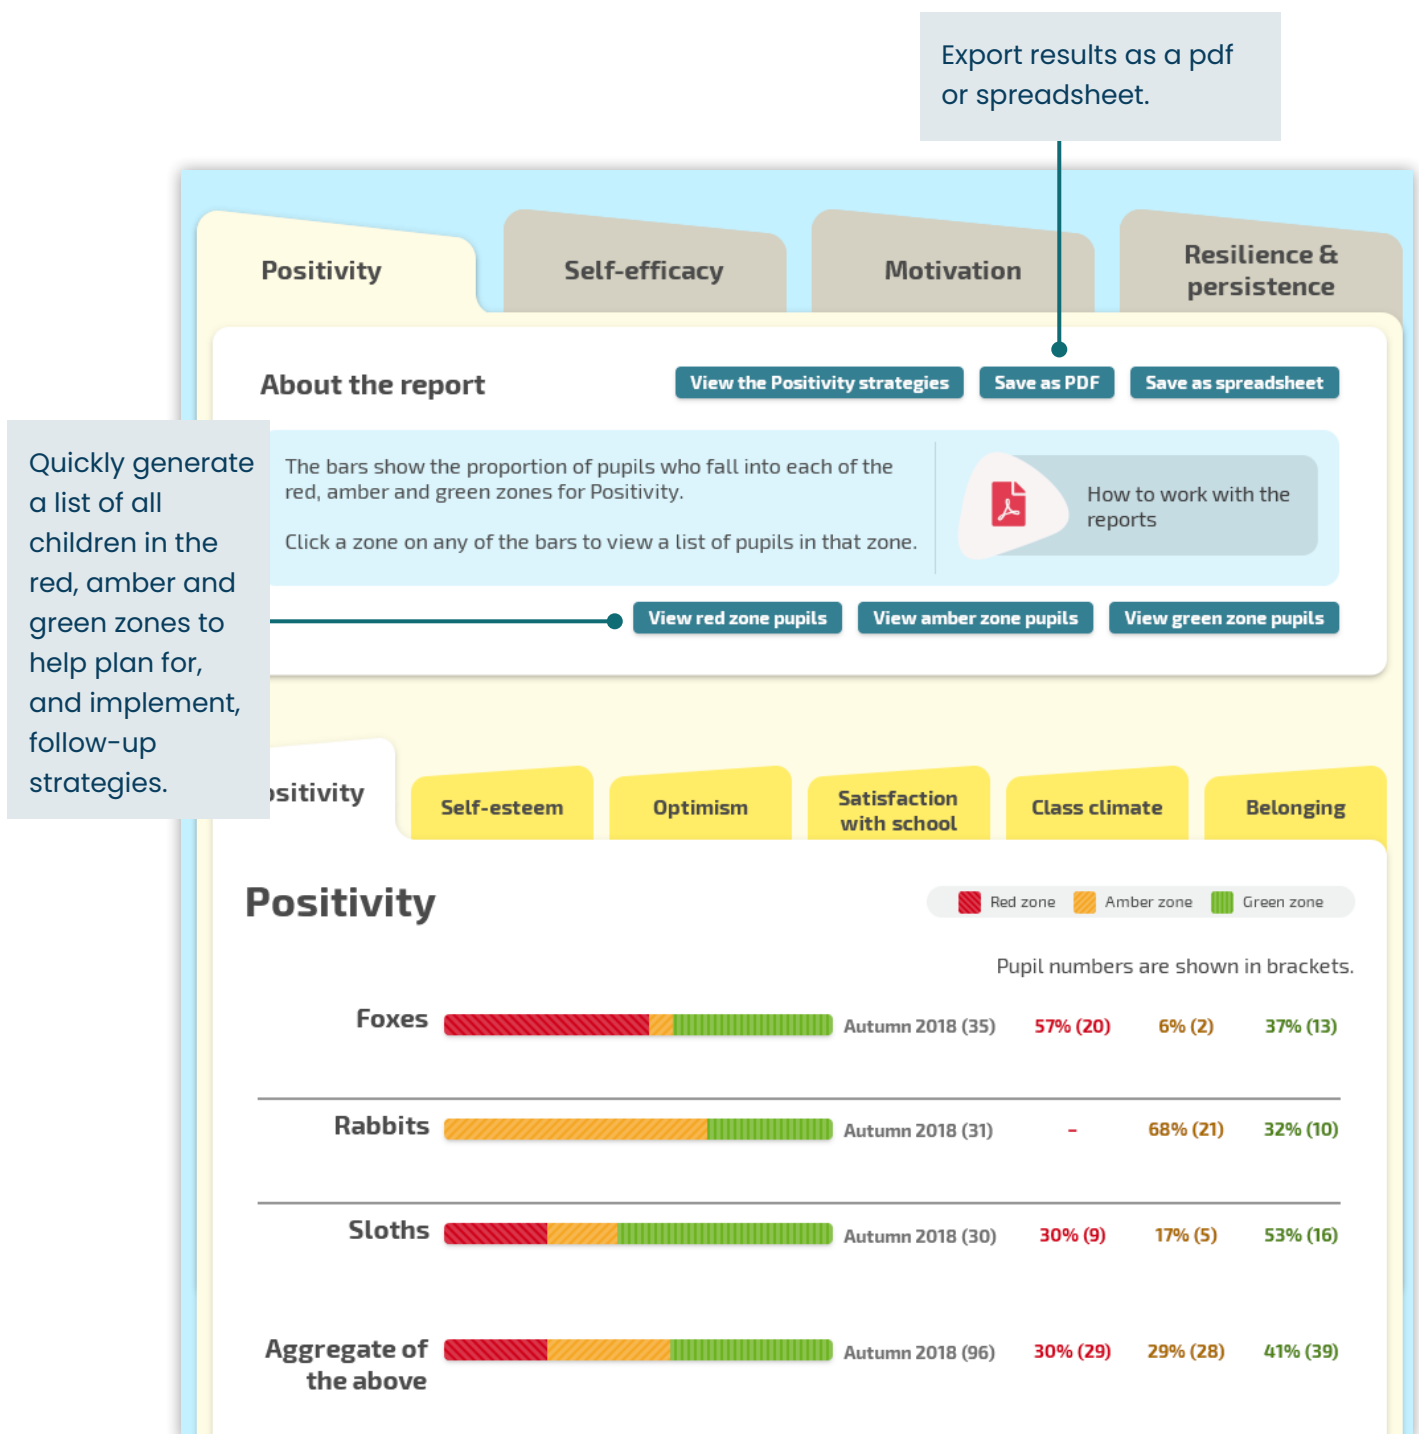 Export results as a pdf
or spreadsheet.
Positivity
Self-efficacy
Motivation
Resilience &
persistence
About the report
View the Positivity strategies
Save as PDF
Save as spreadsheet
Quickly generate
a list of all
children in the
red, amber and
green zones to
help plan for,
and implement,
follow-up
strategies.
The bars show the proportion of pupils who fall into each of the
red, amber and green zones for Positivity.
Click a zone on any of the bars to view a list of pupils in that zone.
How to work with the
reports
View red zone pupils
View amber zone pupils
View green zone pupils
ositivity
Self-esteem
Optimism
Satisfaction
with school
Class climate
Belonging
Positivity
Red zone
Amber zone
Green zone
Pupil numbers are shown in brackets.
Foxes Autumn 2018 (35) 57% (20) 6% (2) 37% (13)
Rabbits Autumn 2018 (31) – 68% (21) 32% (10)
Sloths Autumn 2018 (30) 30% (9) 17% (5) 53% (16)
Aggregate of
the above
Autumn 2018 (96) 30% (29) 29% (28) 41% (39)